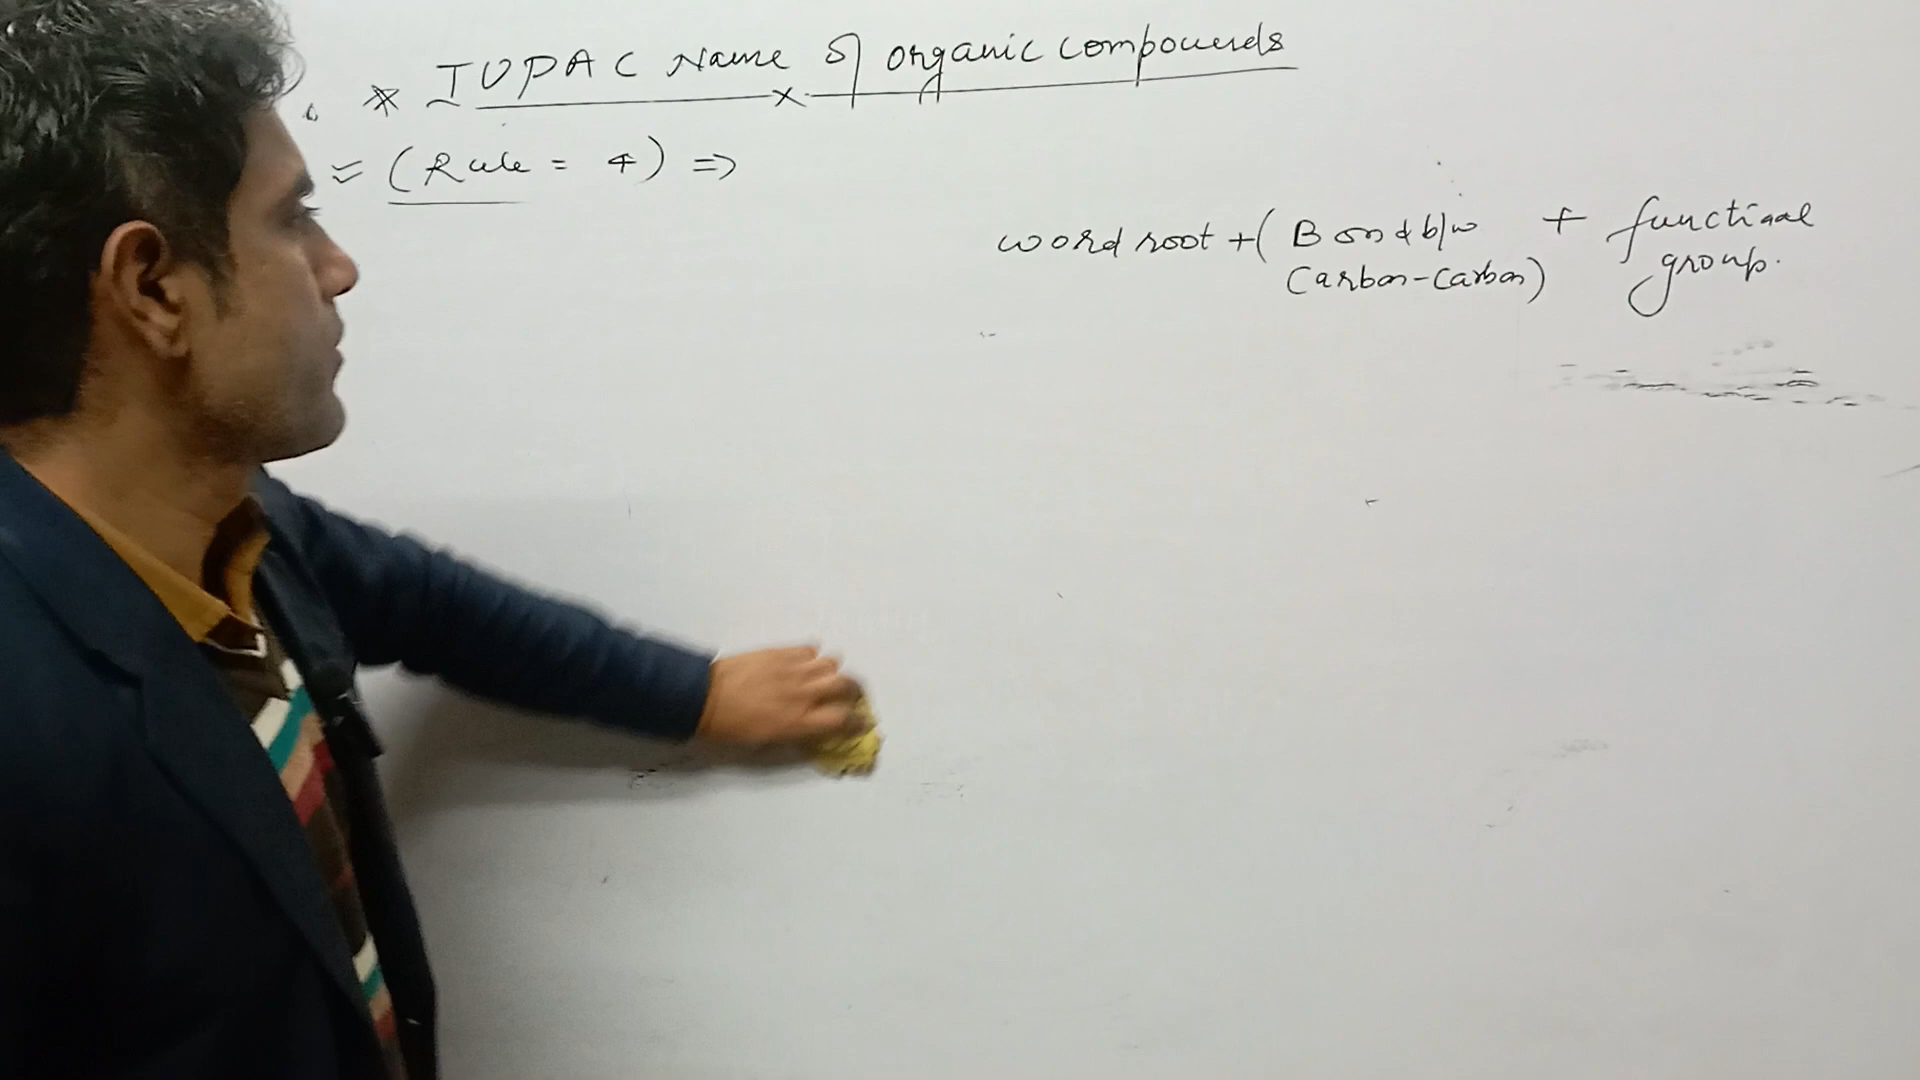 * IUPAC Name of organic compounds
(Rule = 4) =>
word root + ( Bond b/w + functional
Carbon-Carbon) group.